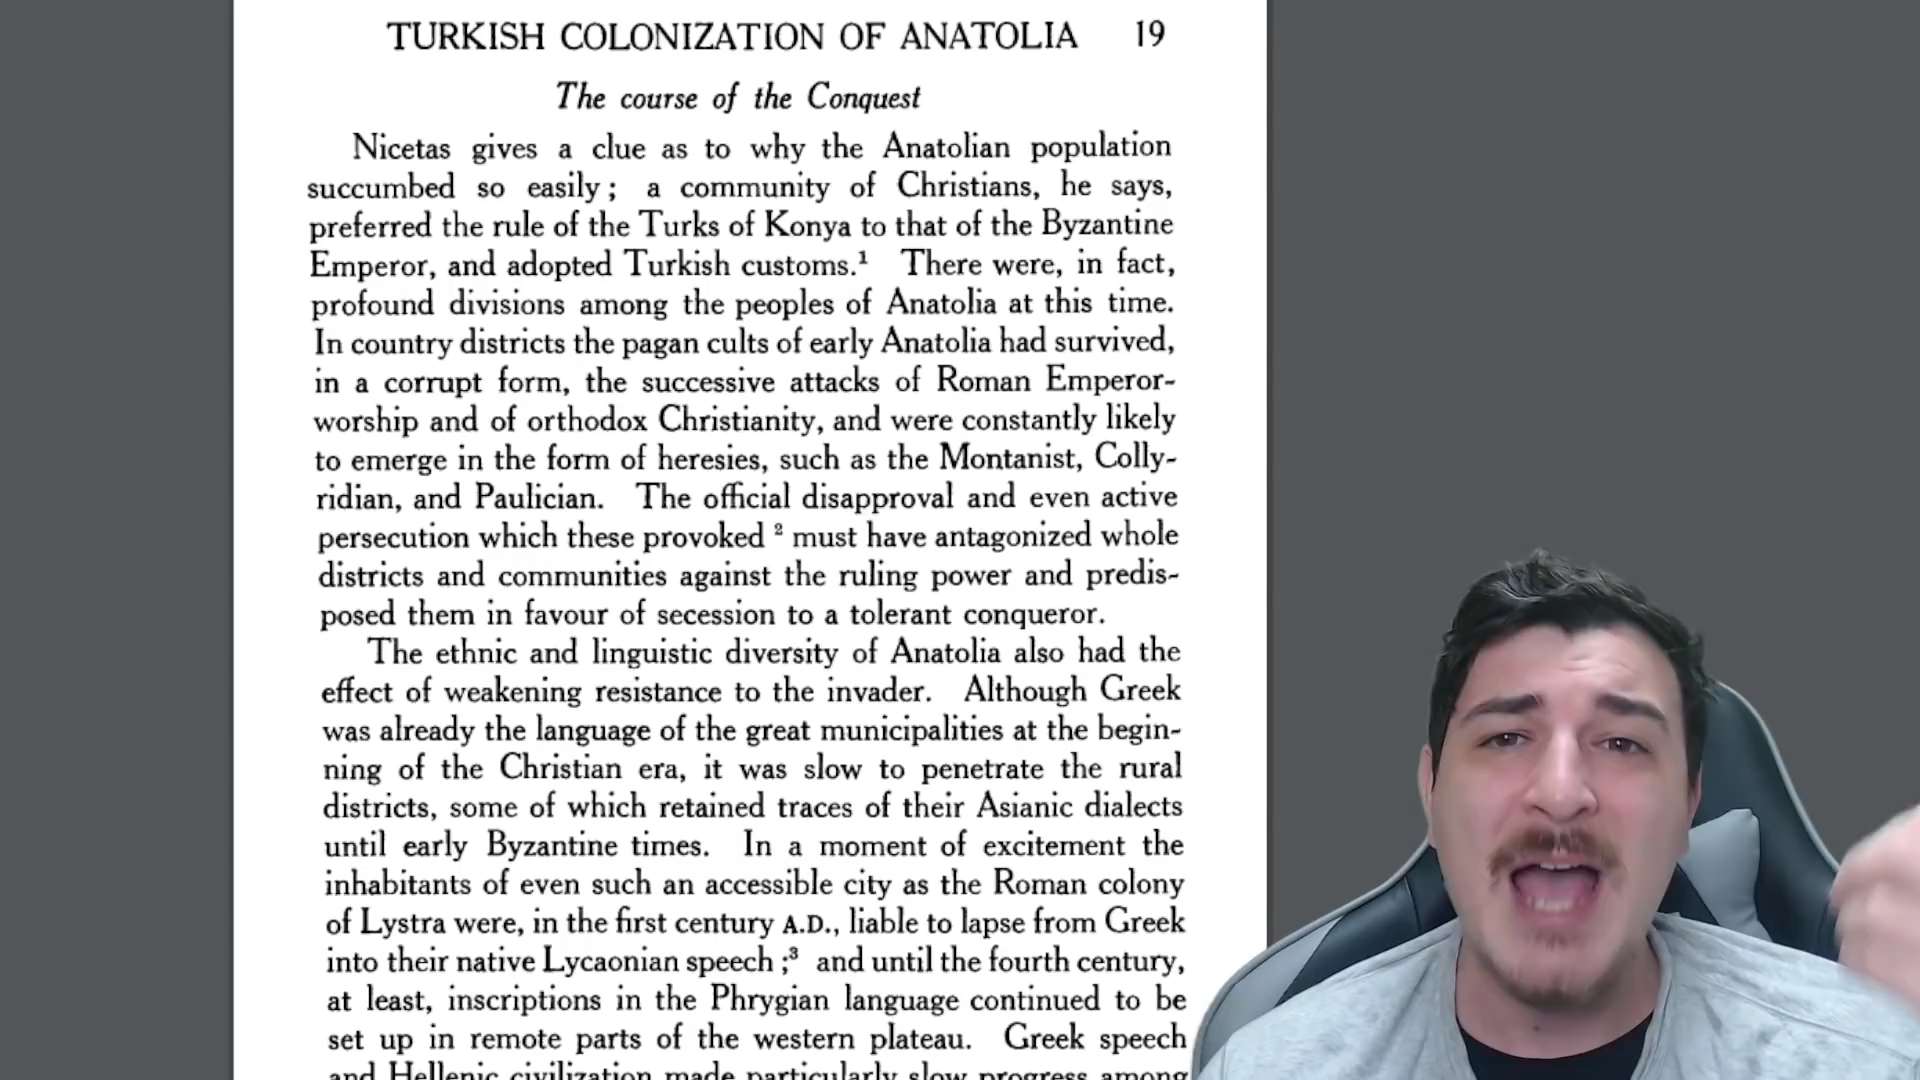 TURKISH COLONIZATION OF ANATOLIA 19
The course of the Conquest
Nicetas gives a clue as to why the Anatolian population
succumbed so easily; a community of Christians, he says,
preferred the rule of the Turks of Konya to that of the Byzantine
Emperor, and adopted Turkish customs.¹ There were, in fact,
profound divisions among the peoples of Anatolia at this time.
In country districts the pagan cults of early Anatolia had survived,
in a corrupt form, the successive attacks of Roman Emperor-
worship and of orthodox Christianity, and were constantly likely
to emerge in the form of heresies, such as the Montanist, Colly-
ridian, and Paulician. The official disapproval and even active
persecution which these provoked ² must have antagonized whole
districts and communities against the ruling power and predis-
posed them in favour of secession to a tolerant conqueror.
The ethnic and linguistic diversity of Anatolia also had the
effect of weakening resistance to the invader. Although Greek
was already the language of the great municipalities at the begin-
ning of the Christian era, it was slow to penetrate the rural
districts, some of which retained traces of their Asianic dialects
until early Byzantine times. In a moment of excitement the
inhabitants of even such an accessible city as the Roman colony
of Lystra were, in the first century A.D., liable to lapse from Greek
into their native Lycaonian speech;³ and until the fourth century,
at least, inscriptions in the Phrygian language continued to be
set up in remote parts of the western plateau. Greek speech
and Hellenic civilization made particularly slow progress among